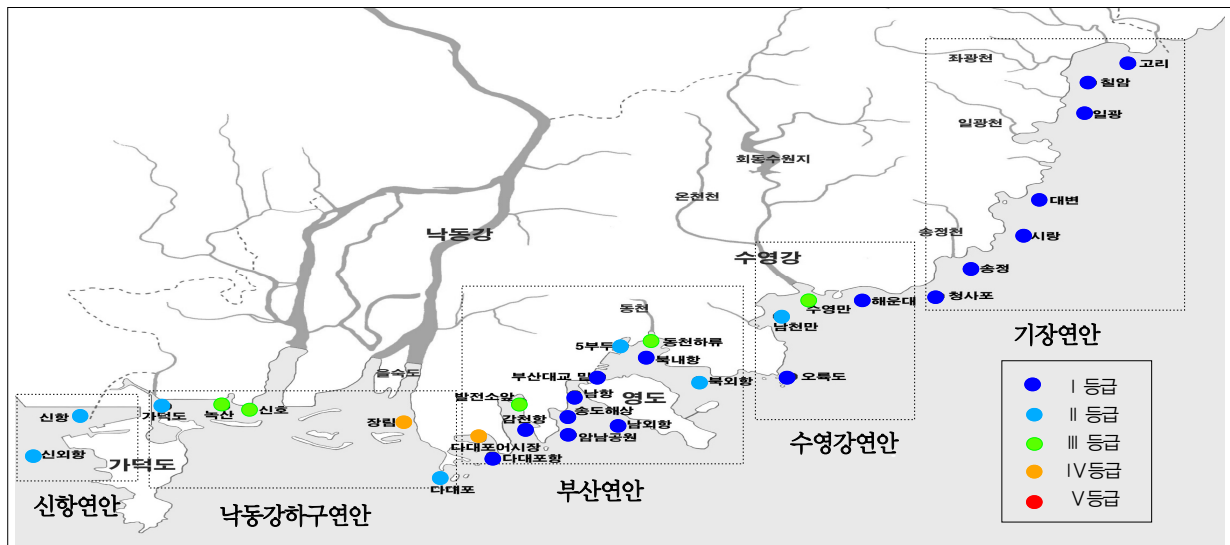 좌광천
고리
칠암
일광
일광천
회동수원지
온천천
대변
낙동강
송정천
시랑
수영강
송정
청사포
해운대
수영만
남천만
기장연안
동천
동천하류
5부두
북내항
을숙도
부산대교 밑
북외항
오륙도
가덕도
녹산
신호
발전소앞
남항
영도
신항
장림
감천항
송도해상
남외항
암남공원
다대포어시장
다대포항
신외항
가덕도
다대포
수영강연안
신항연안
낙동강하구연안
부산연안
Ⅰ등급
Ⅱ등급
Ⅲ등급
Ⅳ등급
Ⅴ등급